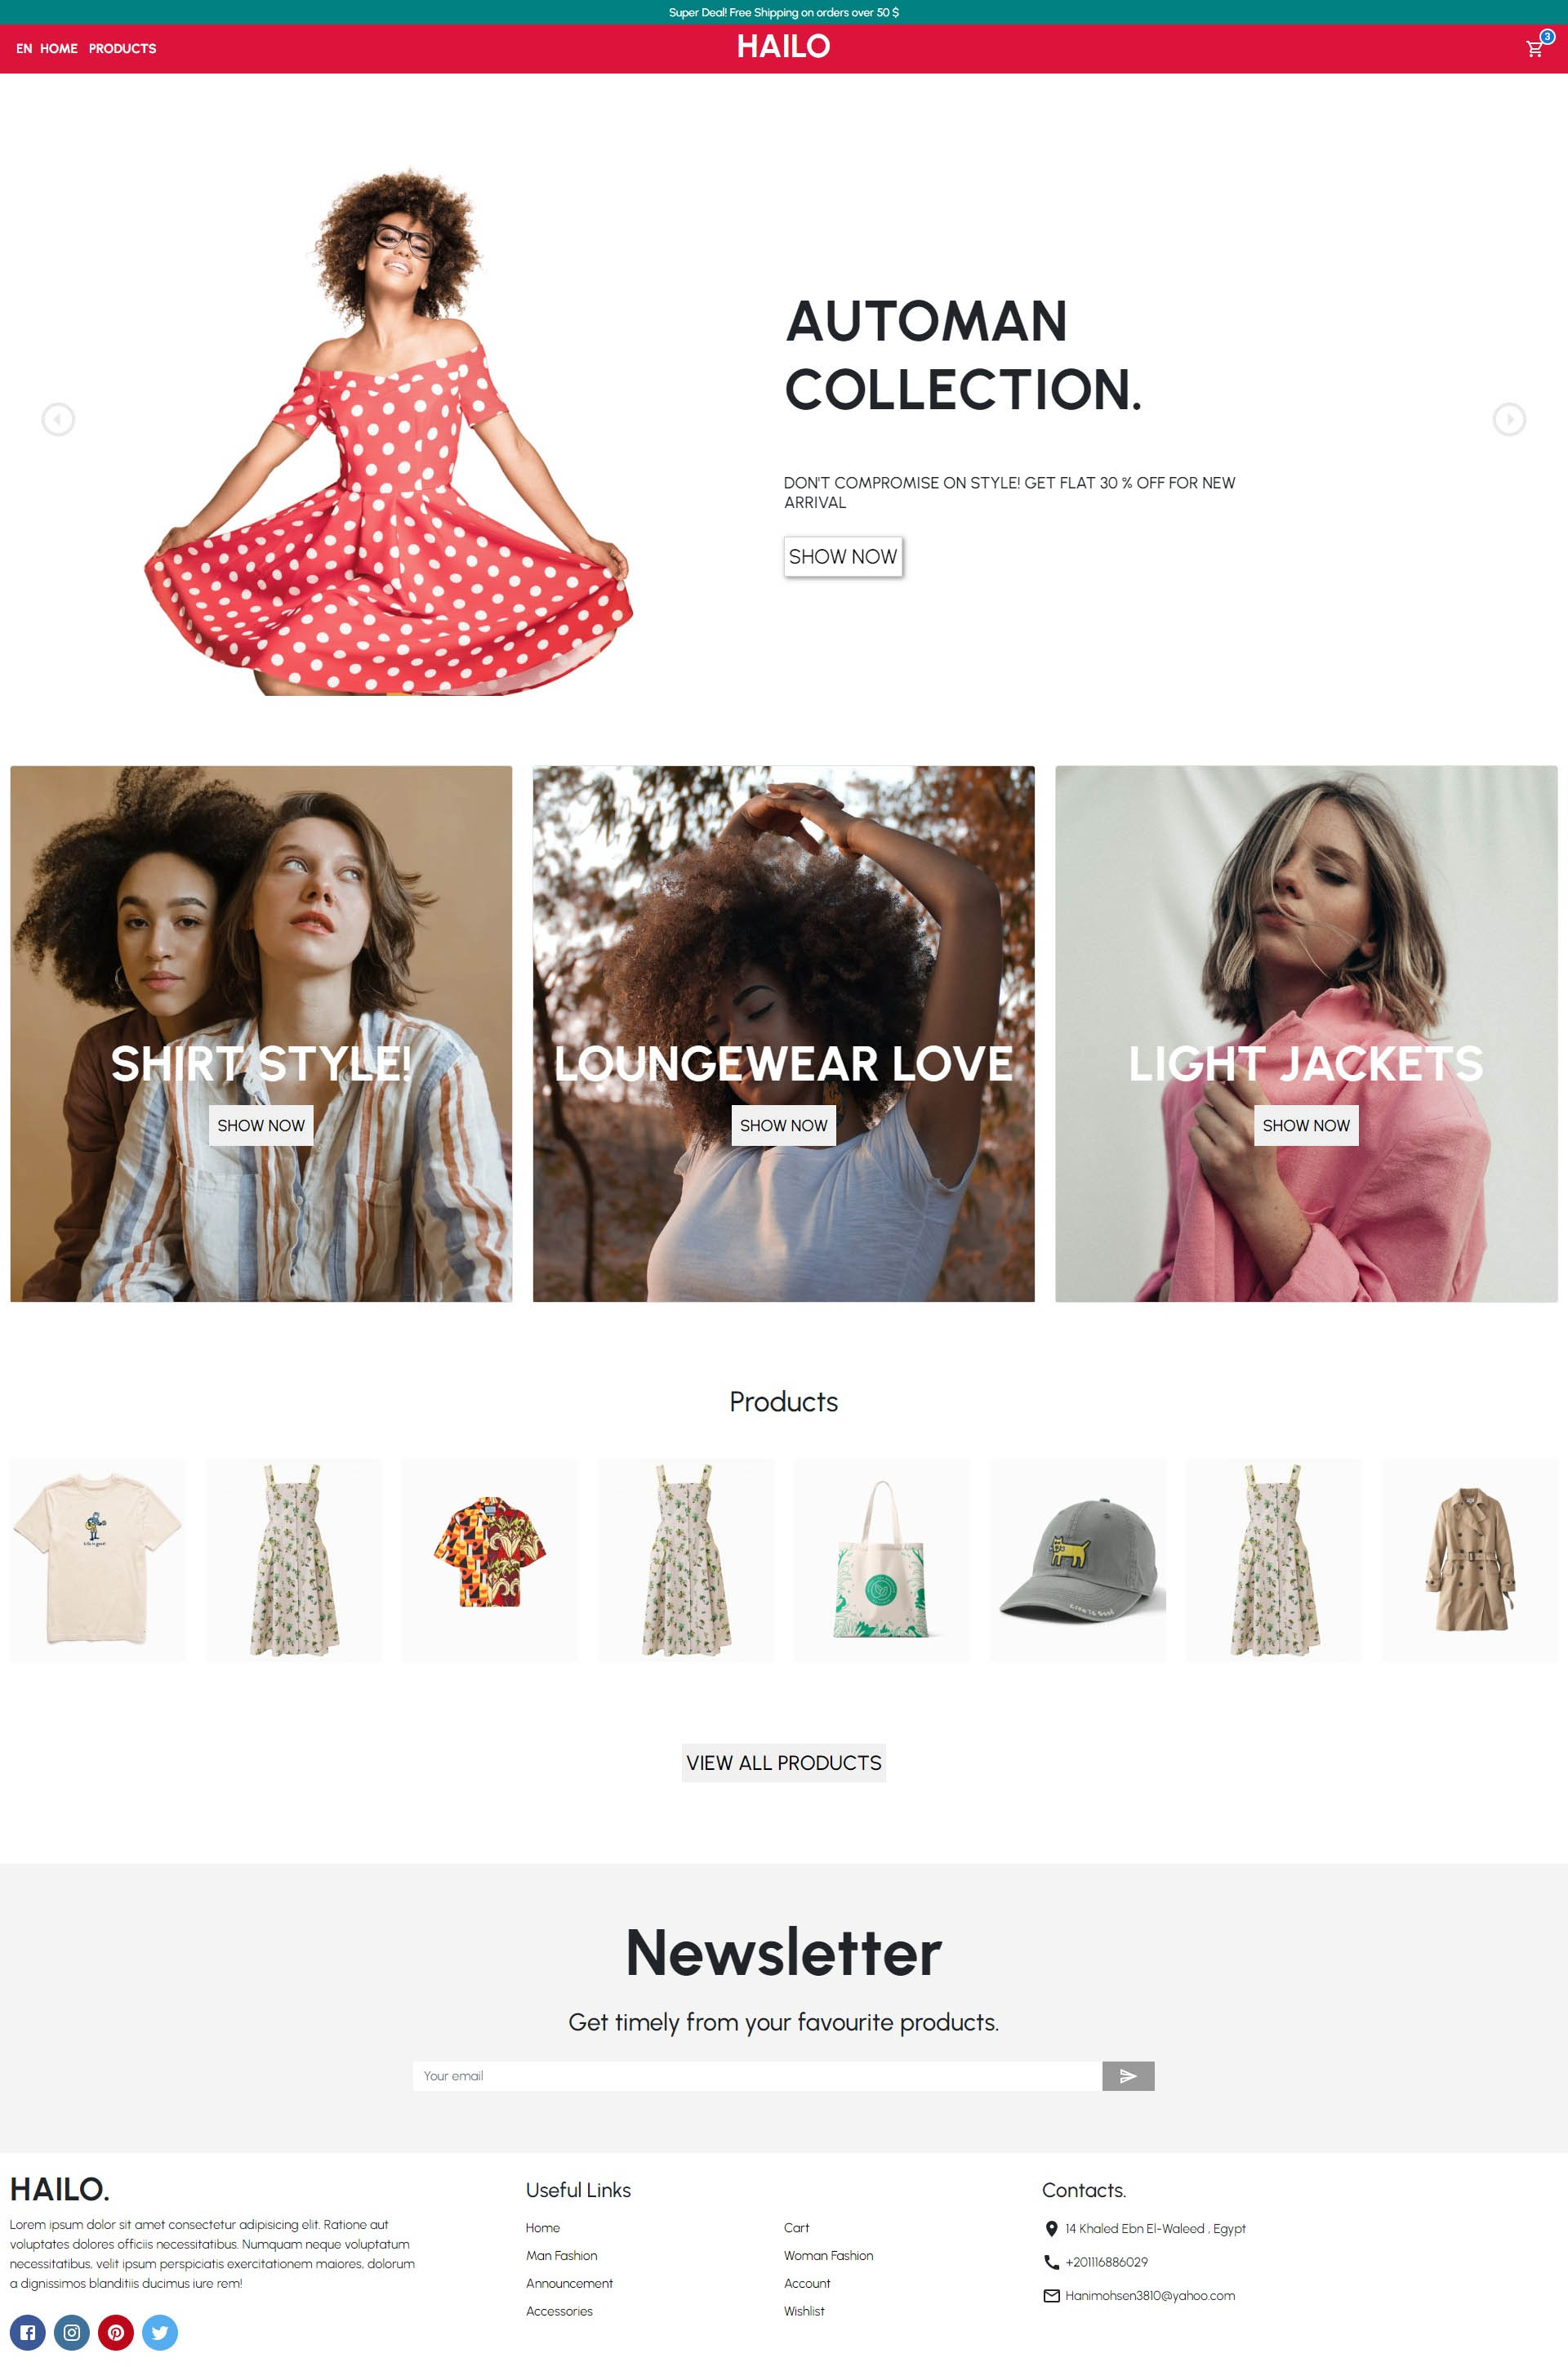 Super Deal! Free Shipping on orders over 50 $
EN HOME PRODUCTS
HAILO
3
AUTOMAN
COLLECTION.
DON'T COMPROMISE ON STYLE! GET FLAT 30 % OFF FOR NEW
ARRIVAL
SHOW NOW
SHIRT STYLE!
SHOW NOW
LOUNGEWEAR LOVE
SHOW NOW
LIGHT JACKETS
SHOW NOW
Products
life is good
VIEW ALL PRODUCTS
Newsletter
Get timely from your favourite products.
Your email
HAILO.
Lorem ipsum dolor sit amet consectetur adipisicing elit. Ratione aut
voluptates dolores officiis necessitatibus. Numquam neque voluptatum
necessitatibus, velit ipsum perspiciatis exercitationem maiores, dolorum
a dignissimos blanditiis ducimus iure rem!
Useful Links
Home
Man Fashion
Announcement
Accessories
Cart
Woman Fashion
Account
Wishlist
Contacts.
14 Khaled Ebn El-Waleed , Egypt
+201116886029
Hanimohsen3810@yahoo.com